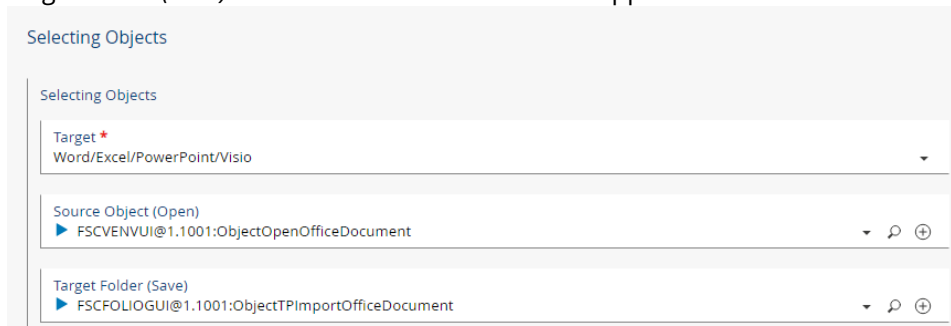 Selecting Objects
Selecting Objects
Target *
Word/Excel/PowerPoint/Visio
Source Object (Open)
FSCVENVUI@1.1001:ObjectOpenOfficeDocument
Target Folder (Save)
FSCFOLIOGUI@1.1001:ObjectTPImportOfficeDocument